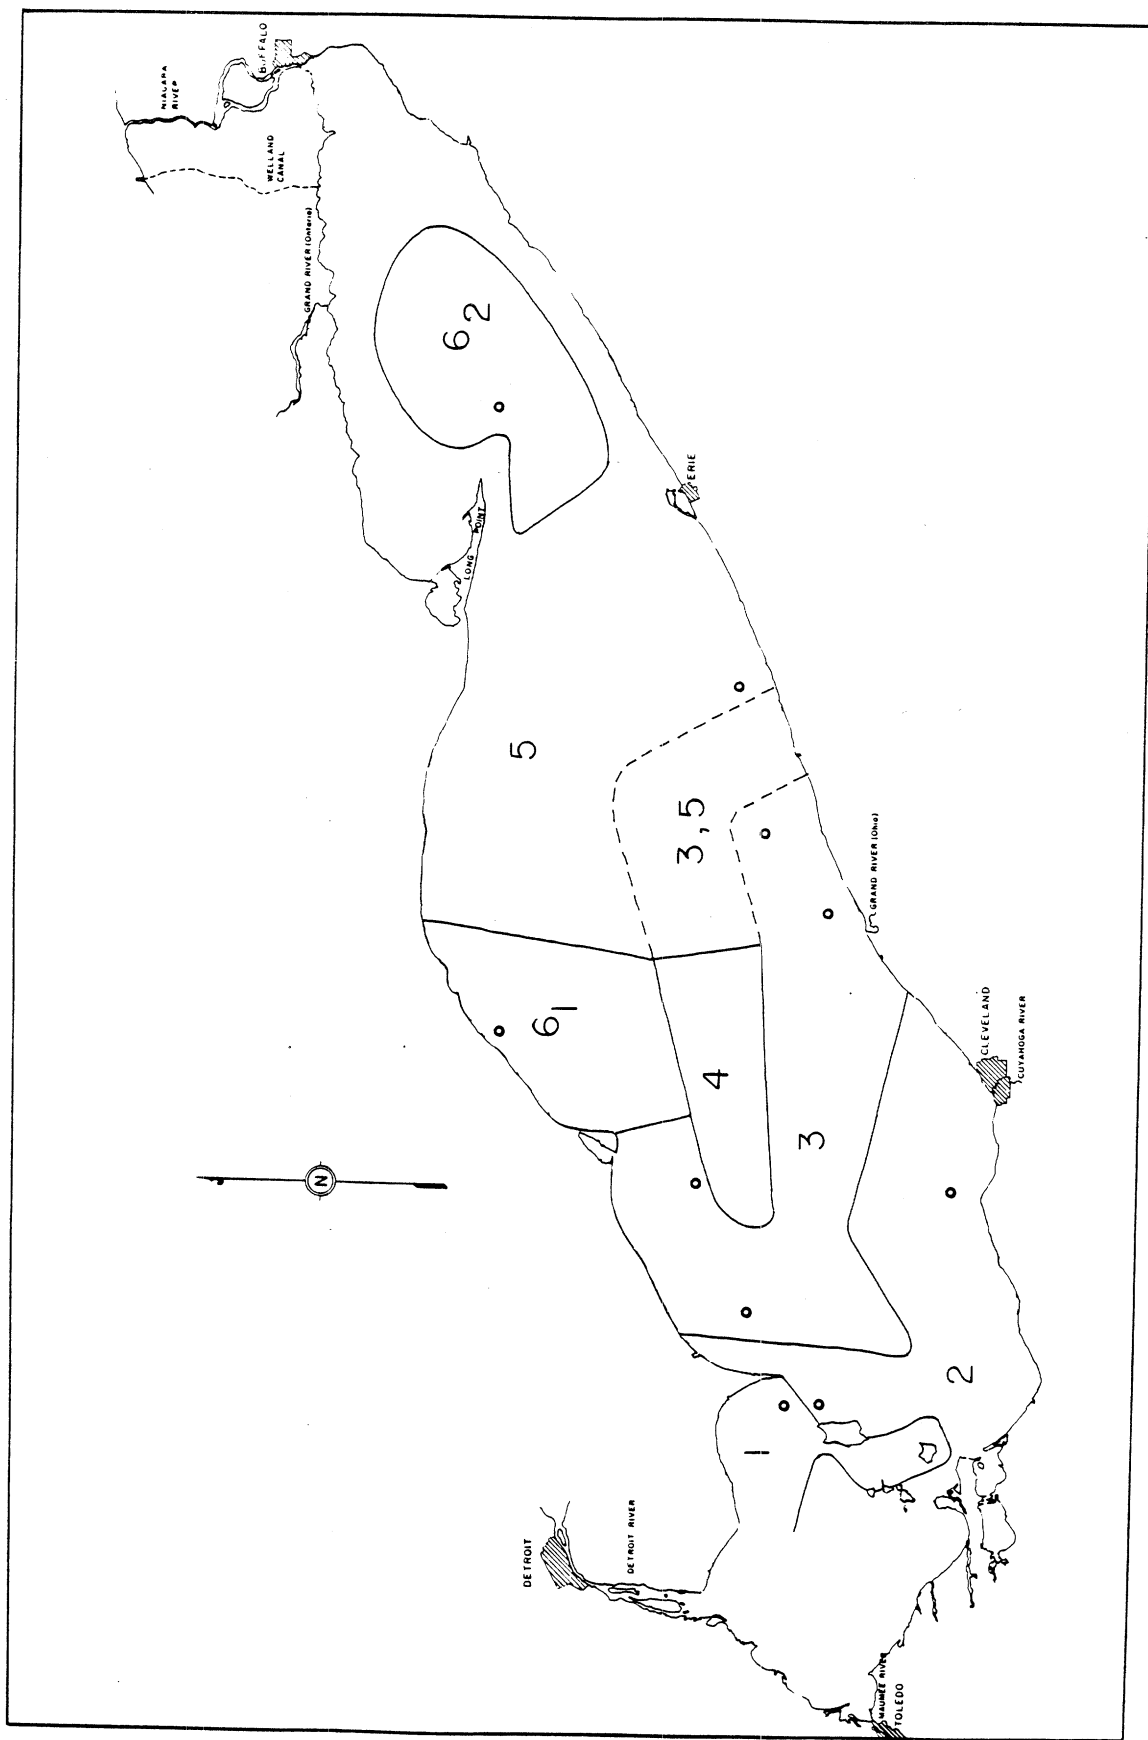 BUFFALO
NIAGARA
RIVER
WELLAND
CANAL
GRAND RIVER (Ontario)
6 2
LONG POINT
ERIE
5
3,5
GRAND RIVER (Ohio)
6 1
4
CLEVELAND
CUYAHOGA RIVER
3
N
2
1
DETROIT
DETROIT RIVER
MAUMEE RIVER
TOLEDO